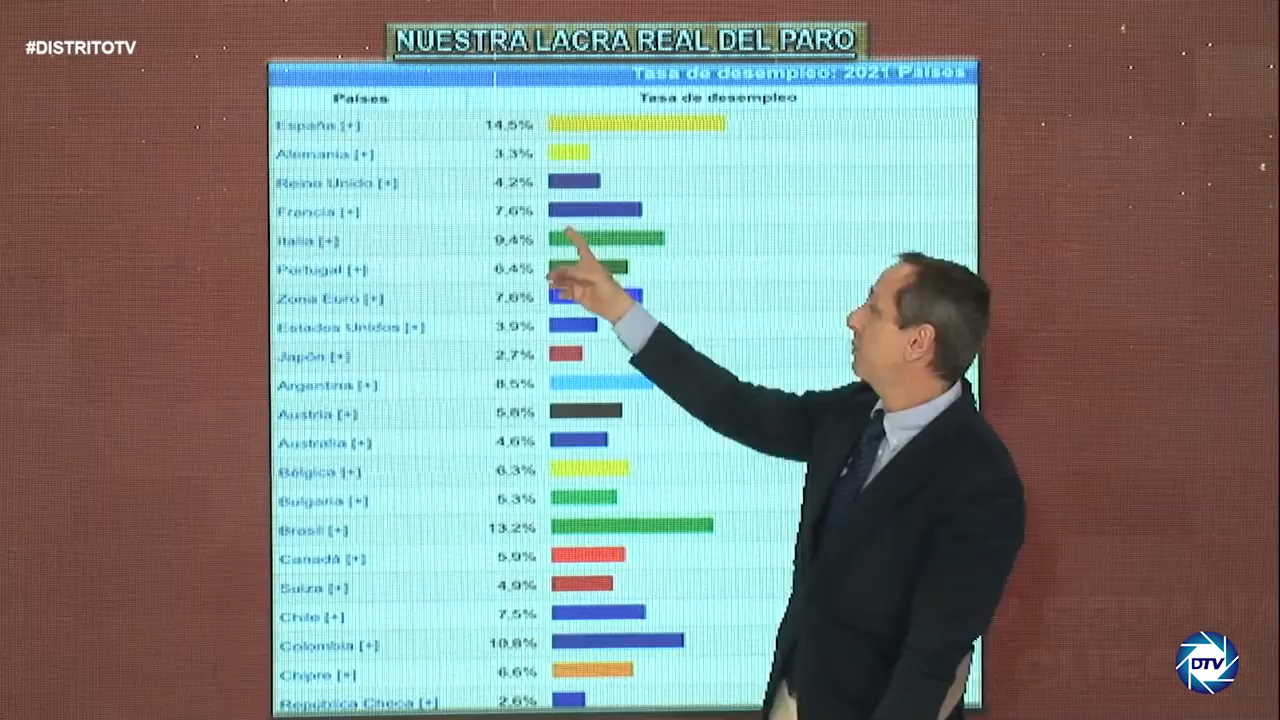 #DISTRITOTV
NUESTRA LACRA REAL DEL PARO
Tasa de desempleo: 2021 Países
Países Tasa de desempleo
España [+] 14,5%
Alemania [+] 3,3%
Reino Unido [+] 4,2%
Francia [+] 7,6%
Italia [+] 9,4%
Portugal [+] 6,4%
Zona Euro [+] 7,6%
Estados Unidos [+] 3,9%
Japón [+] 2,7%
Argentina [+] 8,5%
Austria [+] 5,8%
Australia [+] 4,6%
Bélgica [+] 6,3%
Bulgaria [+] 5,3%
Brasil [+] 13,2%
Canadá [+] 5,9%
Suiza [+] 4,9%
Chile [+] 7,5%
Colombia [+] 10,8%
Chipre [+] 6,6%
República Checa [+] 2,6%
DTV